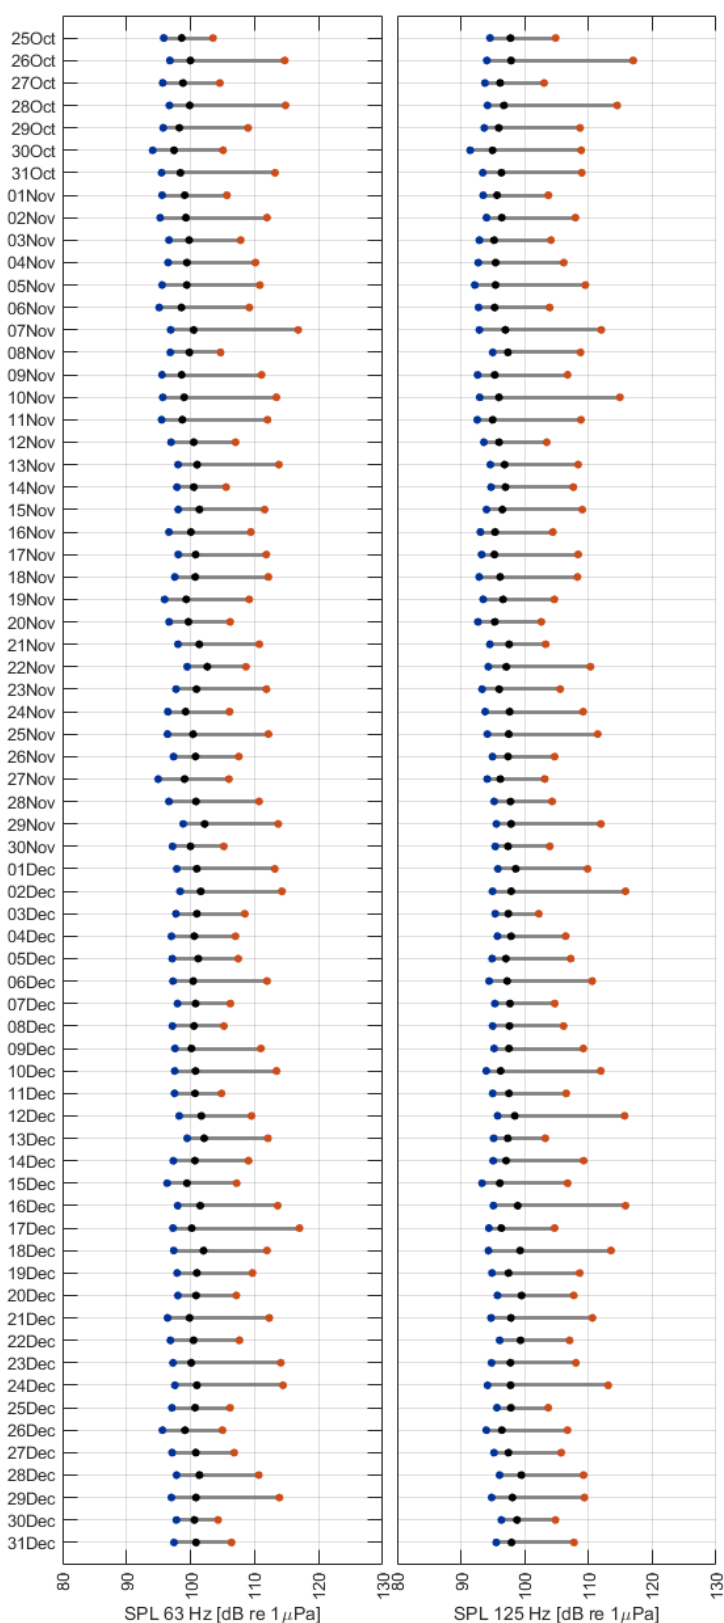 25Oct
26Oct
27Oct
28Oct
29Oct
30Oct
31Oct
01Nov
02Nov
03Nov
04Nov
05Nov
06Nov
07Nov
08Nov
09Nov
10Nov
11Nov
12Nov
13Nov
14Nov
15Nov
16Nov
17Nov
18Nov
19Nov
20Nov
21Nov
22Nov
23Nov
24Nov
25Nov
26Nov
27Nov
28Nov
29Nov
30Nov
01Dec
02Dec
03Dec
04Dec
05Dec
06Dec
07Dec
08Dec
09Dec
10Dec
11Dec
12Dec
13Dec
14Dec
15Dec
16Dec
17Dec
18Dec
19Dec
20Dec
21Dec
22Dec
23Dec
24Dec
25Dec
26Dec
27Dec
28Dec
29Dec
30Dec
31Dec
80 90 100 110 120 130 80 90 100 110 120 130
SPL 63 Hz [dB re 1μPa] SPL 125 Hz [dB re 1μPa]